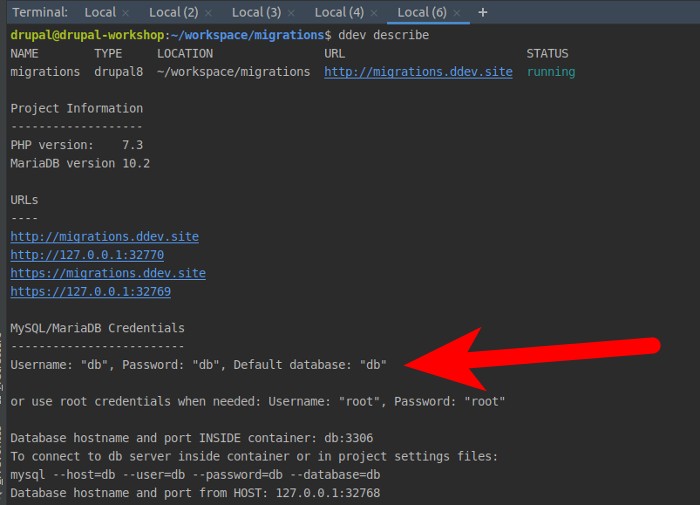 Terminal: Local × Local (2) × Local (3) × Local (4) × Local (6) × +
drupal@drupal-workshop:~/workspace/migrations$ ddev describe
NAME TYPE LOCATION URL STATUS
migrations drupal8 ~/workspace/migrations http://migrations.ddev.site running
Project Information
-------------------
PHP version: 7.3
MariaDB version 10.2
URLs
----
http://migrations.ddev.site
http://127.0.0.1:32770
https://migrations.ddev.site
https://127.0.0.1:32769
MySQL/MariaDB Credentials
-------------------------
Username: "db", Password: "db", Default database: "db"
or use root credentials when needed: Username: "root", Password: "root"
Database hostname and port INSIDE container: db:3306
To connect to db server inside container or in project settings files:
mysql --host=db --user=db --password=db --database=db
Database hostname and port from HOST: 127.0.0.1:32768